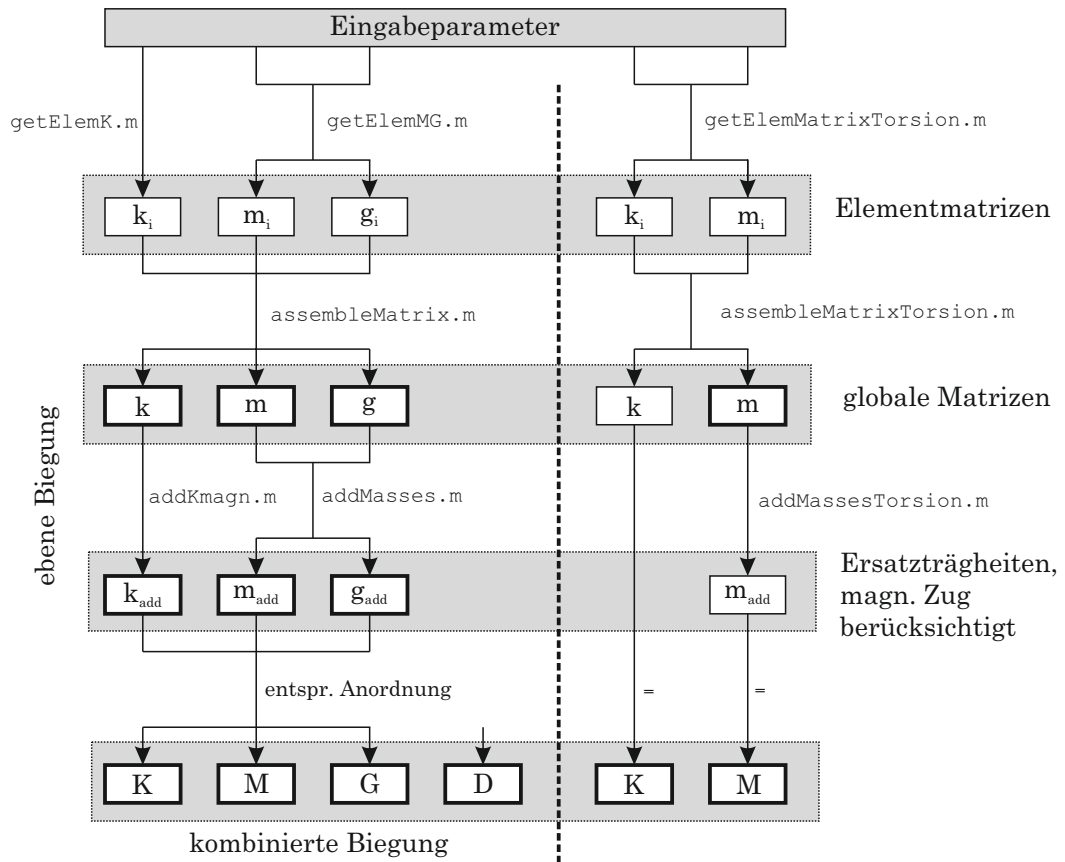 Eingabeparameter
getElemK.m
getElemMG.m
getElemMatrixTorsion.m
k_i
m_i
g_i
k_i
m_i
Elementmatrizen
assembleMatrix.m
assembleMatrixTorsion.m
k
m
g
k
m
globale Matrizen
ebene Biegung
addKmagn.m
addMasses.m
addMassesTorsion.m
k_add
m_add
g_add
m_add
Ersatzträgheiten,
magn. Zug
berücksichtigt
entspr. Anordnung
=
=
K
M
G
D
K
M
kombinierte Biegung